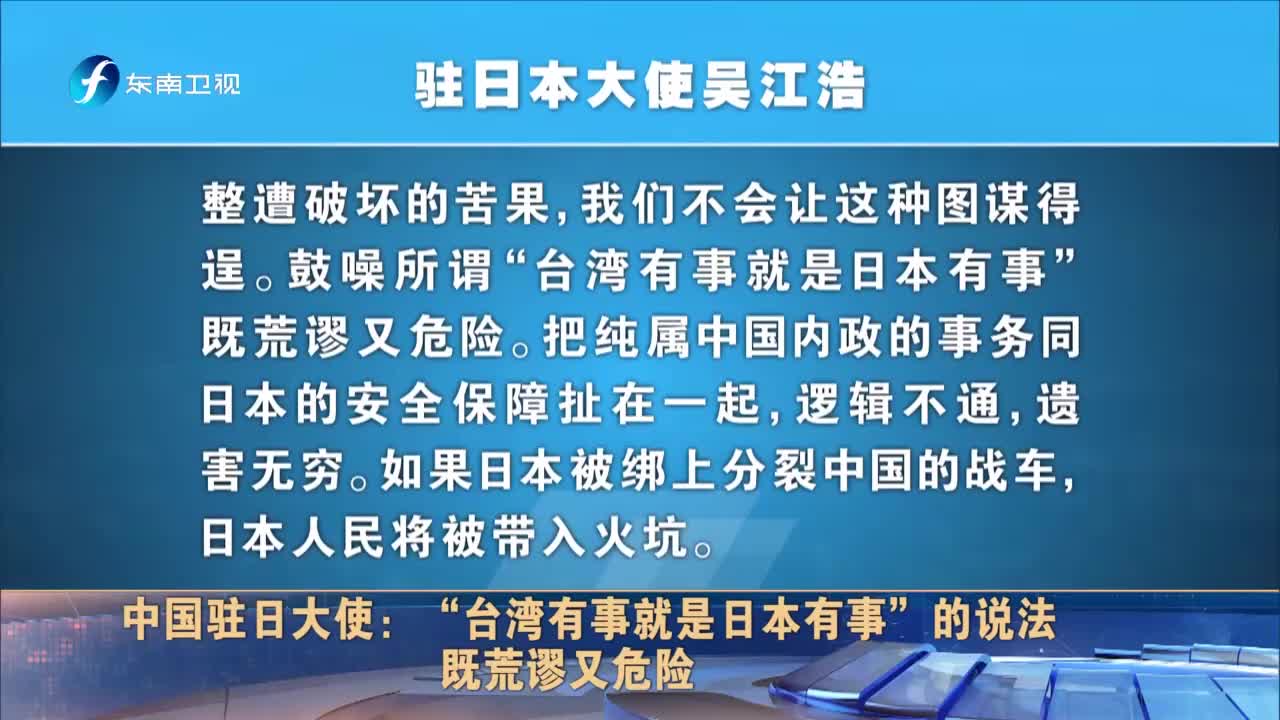 东南卫视
驻日本大使吴江浩
整遭破坏的苦果,我们不会让这种图谋得
逞。鼓噪所谓“台湾有事就是日本有事”
既荒谬又危险。把纯属中国内政的事务同
日本的安全保障扯在一起,逻辑不通,遗
害无穷。如果日本被绑上分裂中国的战车,
日本人民将被带入火坑。
中国驻日大使:“台湾有事就是日本有事”的说法
既荒谬又危险